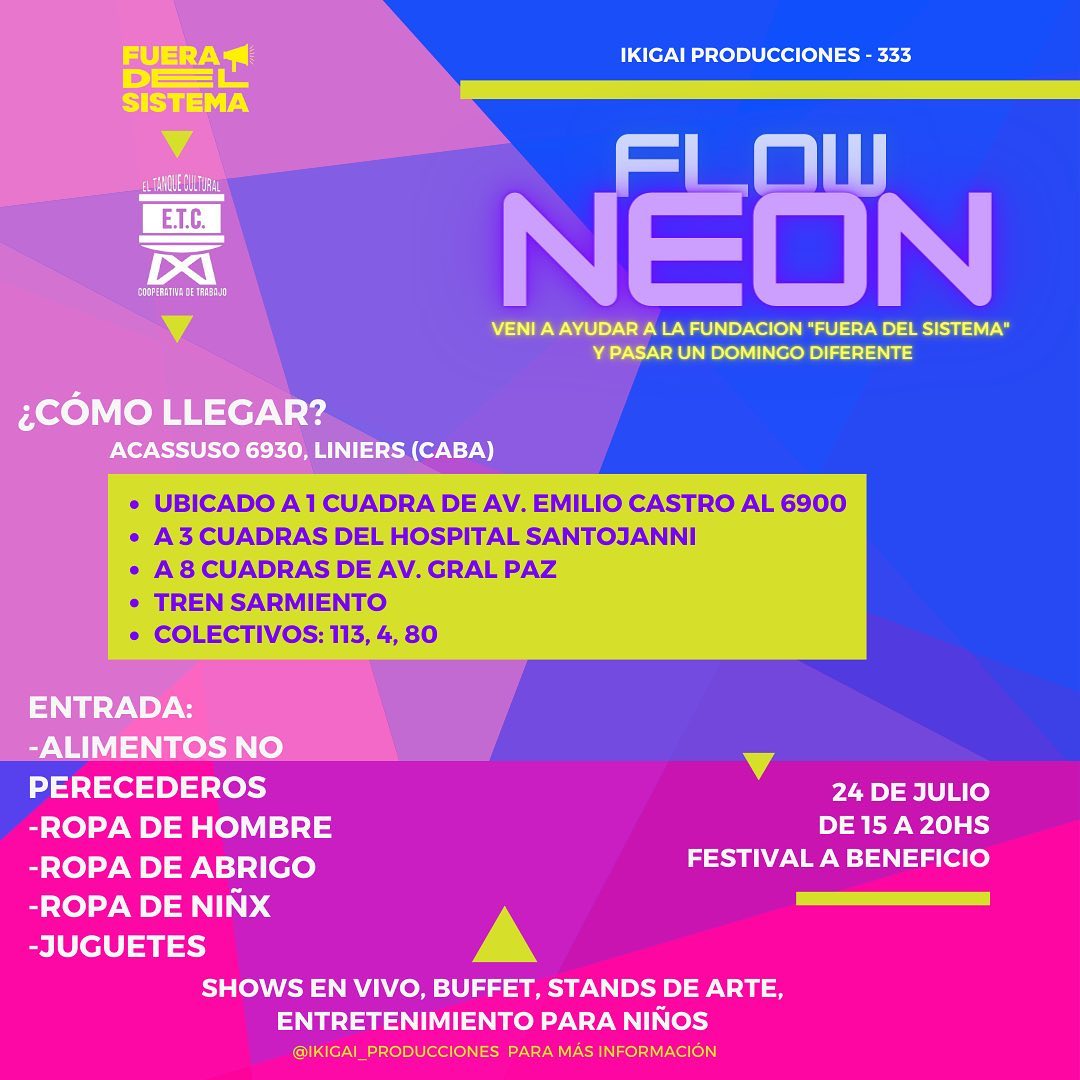 FUERA
DEL
SISTEMA
EL TANQUE CULTURAL
E.T.C.
COOPERATIVA DE TRABAJO
IKIGAI PRODUCCIONES - 333
FLOW
NEON
VENI A AYUDAR A LA FUNDACION "FUERA DEL SISTEMA"
Y PASAR UN DOMINGO DIFERENTE
¿CÓMO LLEGAR?
ACASSUSO 6930, LINIERS (CABA)
• UBICADO A 1 CUADRA DE AV. EMILIO CASTRO AL 6900
• A 3 CUADRAS DEL HOSPITAL SANTOJANNI
• A 8 CUADRAS DE AV. GRAL PAZ
• TREN SARMIENTO
• COLECTIVOS: 113, 4, 80
ENTRADA:
-ALIMENTOS NO
PERECEDEROS
-ROPA DE HOMBRE
-ROPA DE ABRIGO
-ROPA DE NIÑX
-JUGUETES
24 DE JULIO
DE 15 A 20HS
FESTIVAL A BENEFICIO
SHOWS EN VIVO, BUFFET, STANDS DE ARTE,
ENTRETENIMIENTO PARA NIÑOS
@IKIGAI_PRODUCCIONES PARA MÁS INFORMACIÓN